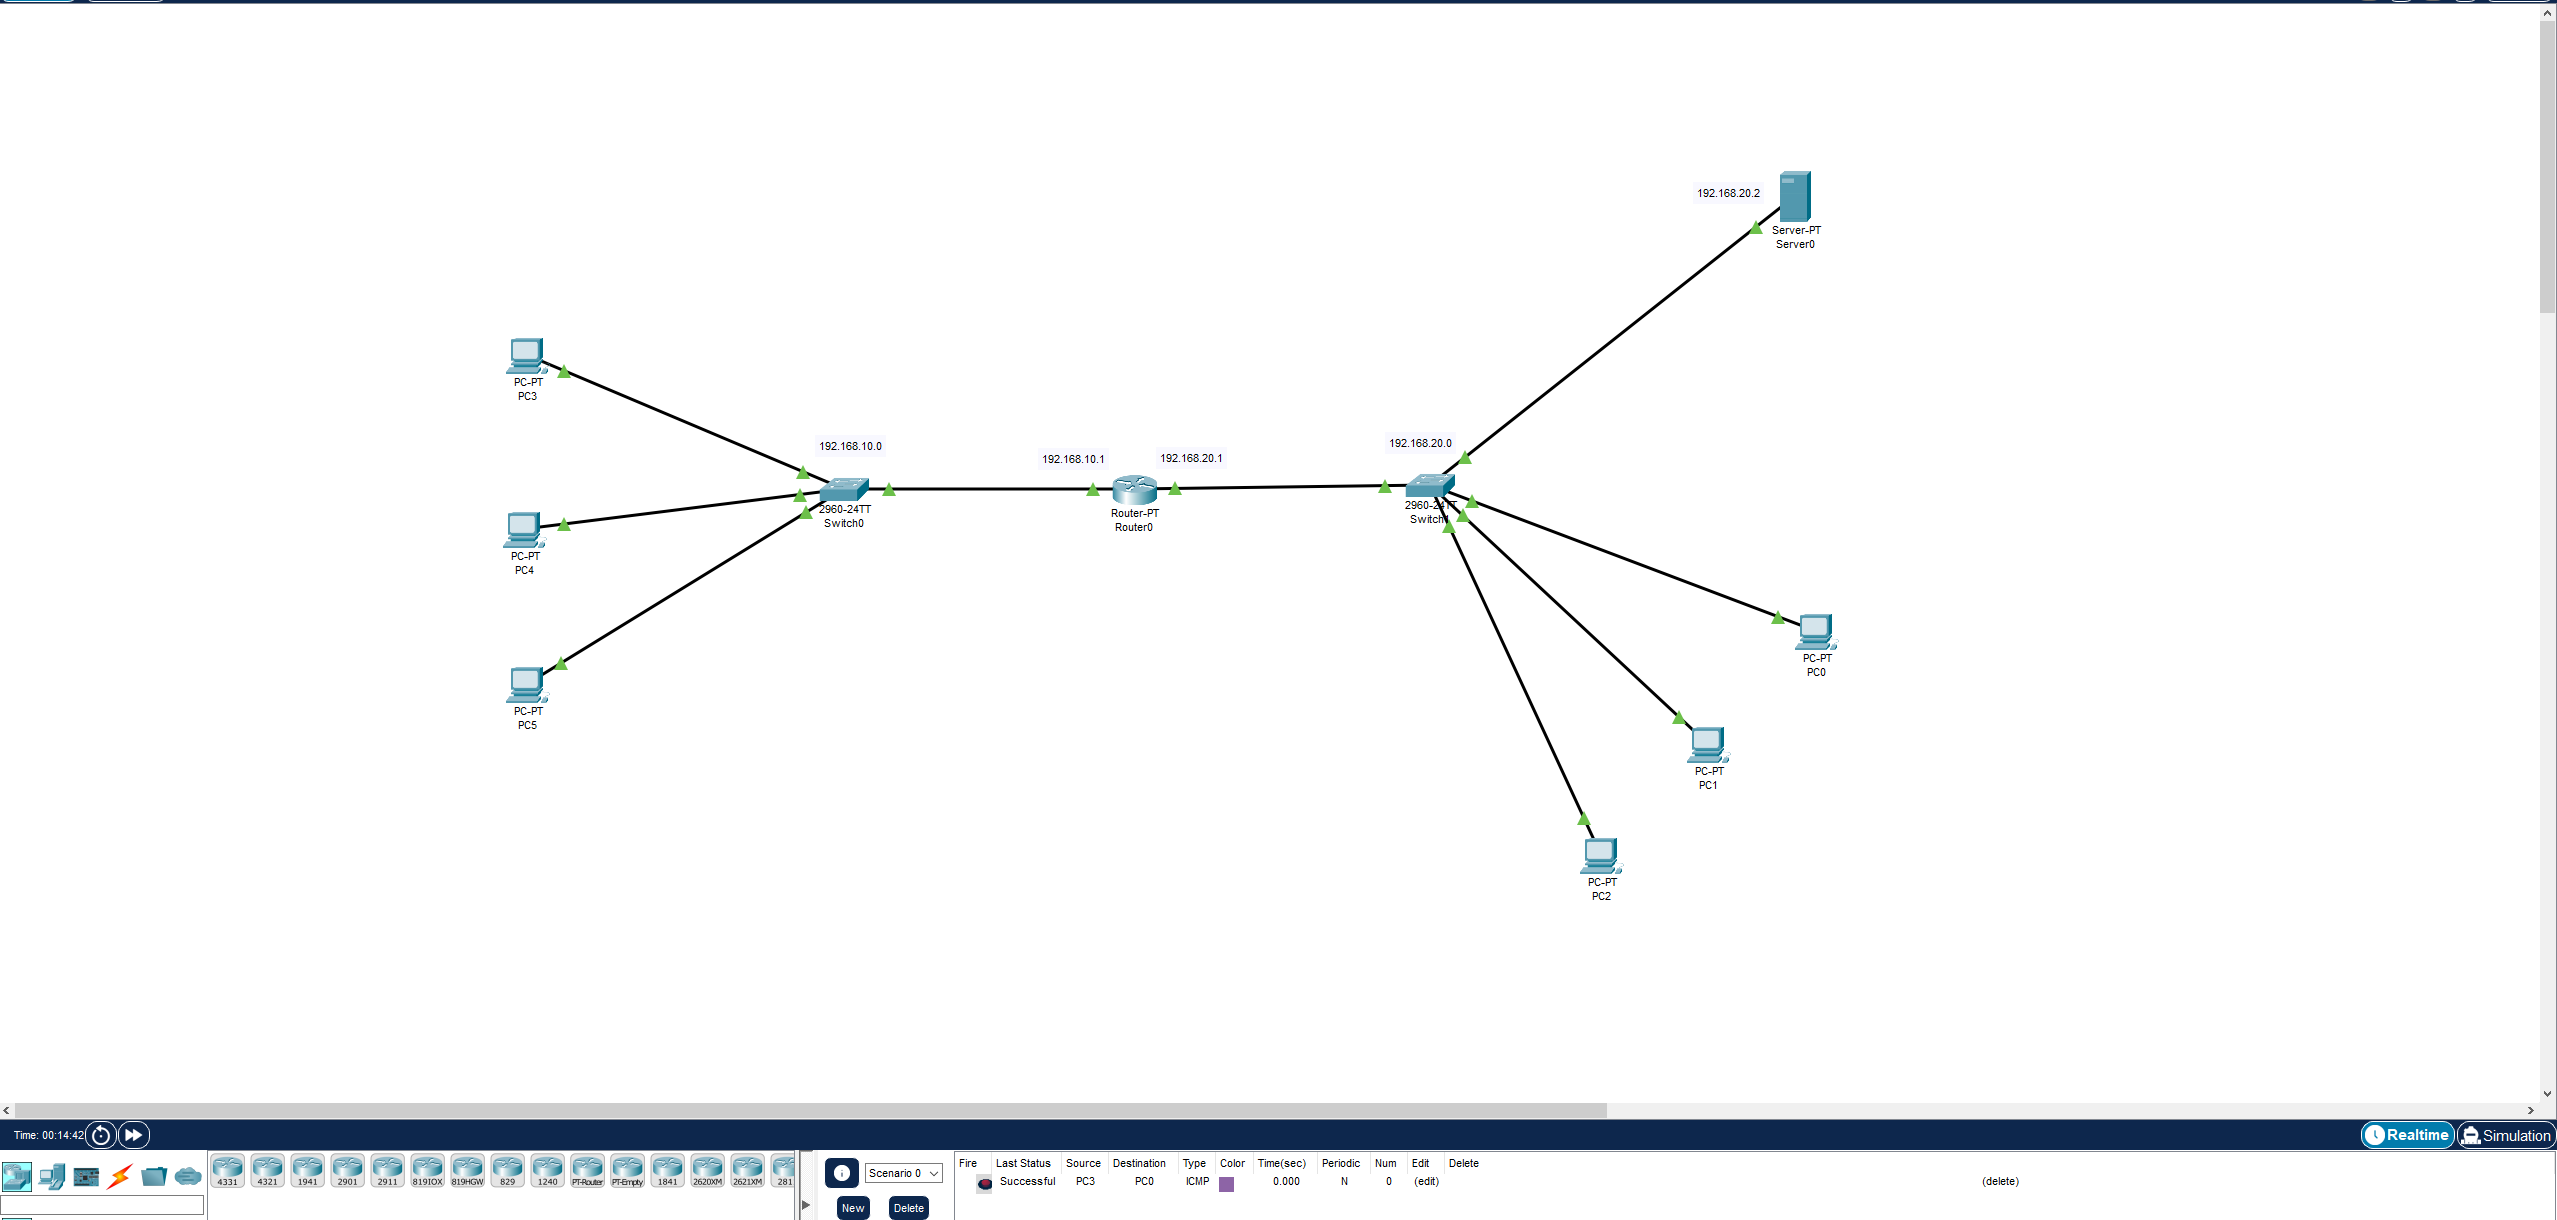 192.168.20.2
Server-PT
Server0
PC-PT
PC3
192.168.10.0
192.168.10.1
192.168.20.1
192.168.20.0
2960-24TT
Switch0
Router-PT
Router0
2960-24TT
Switch1
PC-PT
PC4
PC-PT
PC0
PC-PT
PC5
PC-PT
PC1
PC-PT
PC2
Time: 00:14:42
Realtime
Simulation
4331
4321
1941
2901
2911
819IOX
819HGW
829
1240
PT-Router
PT-Empty
1841
2620XM
2621XM
281
Scenario 0
New
Delete
Fire Last Status Source Destination Type Color Time(sec) Periodic Num Edit Delete
Successful PC3 PC0 ICMP 0.000 N 0 (edit) (delete)